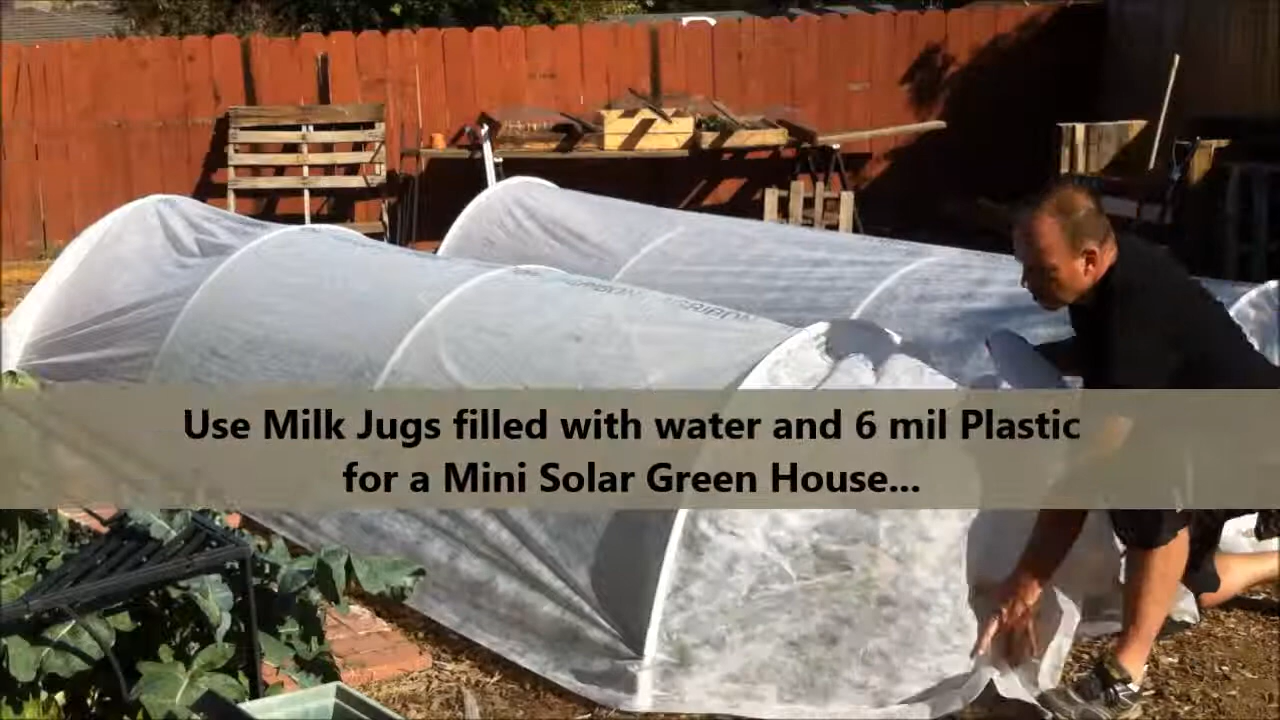 Use Milk Jugs filled with water and 6 mil Plastic
for a Mini Solar Green House...